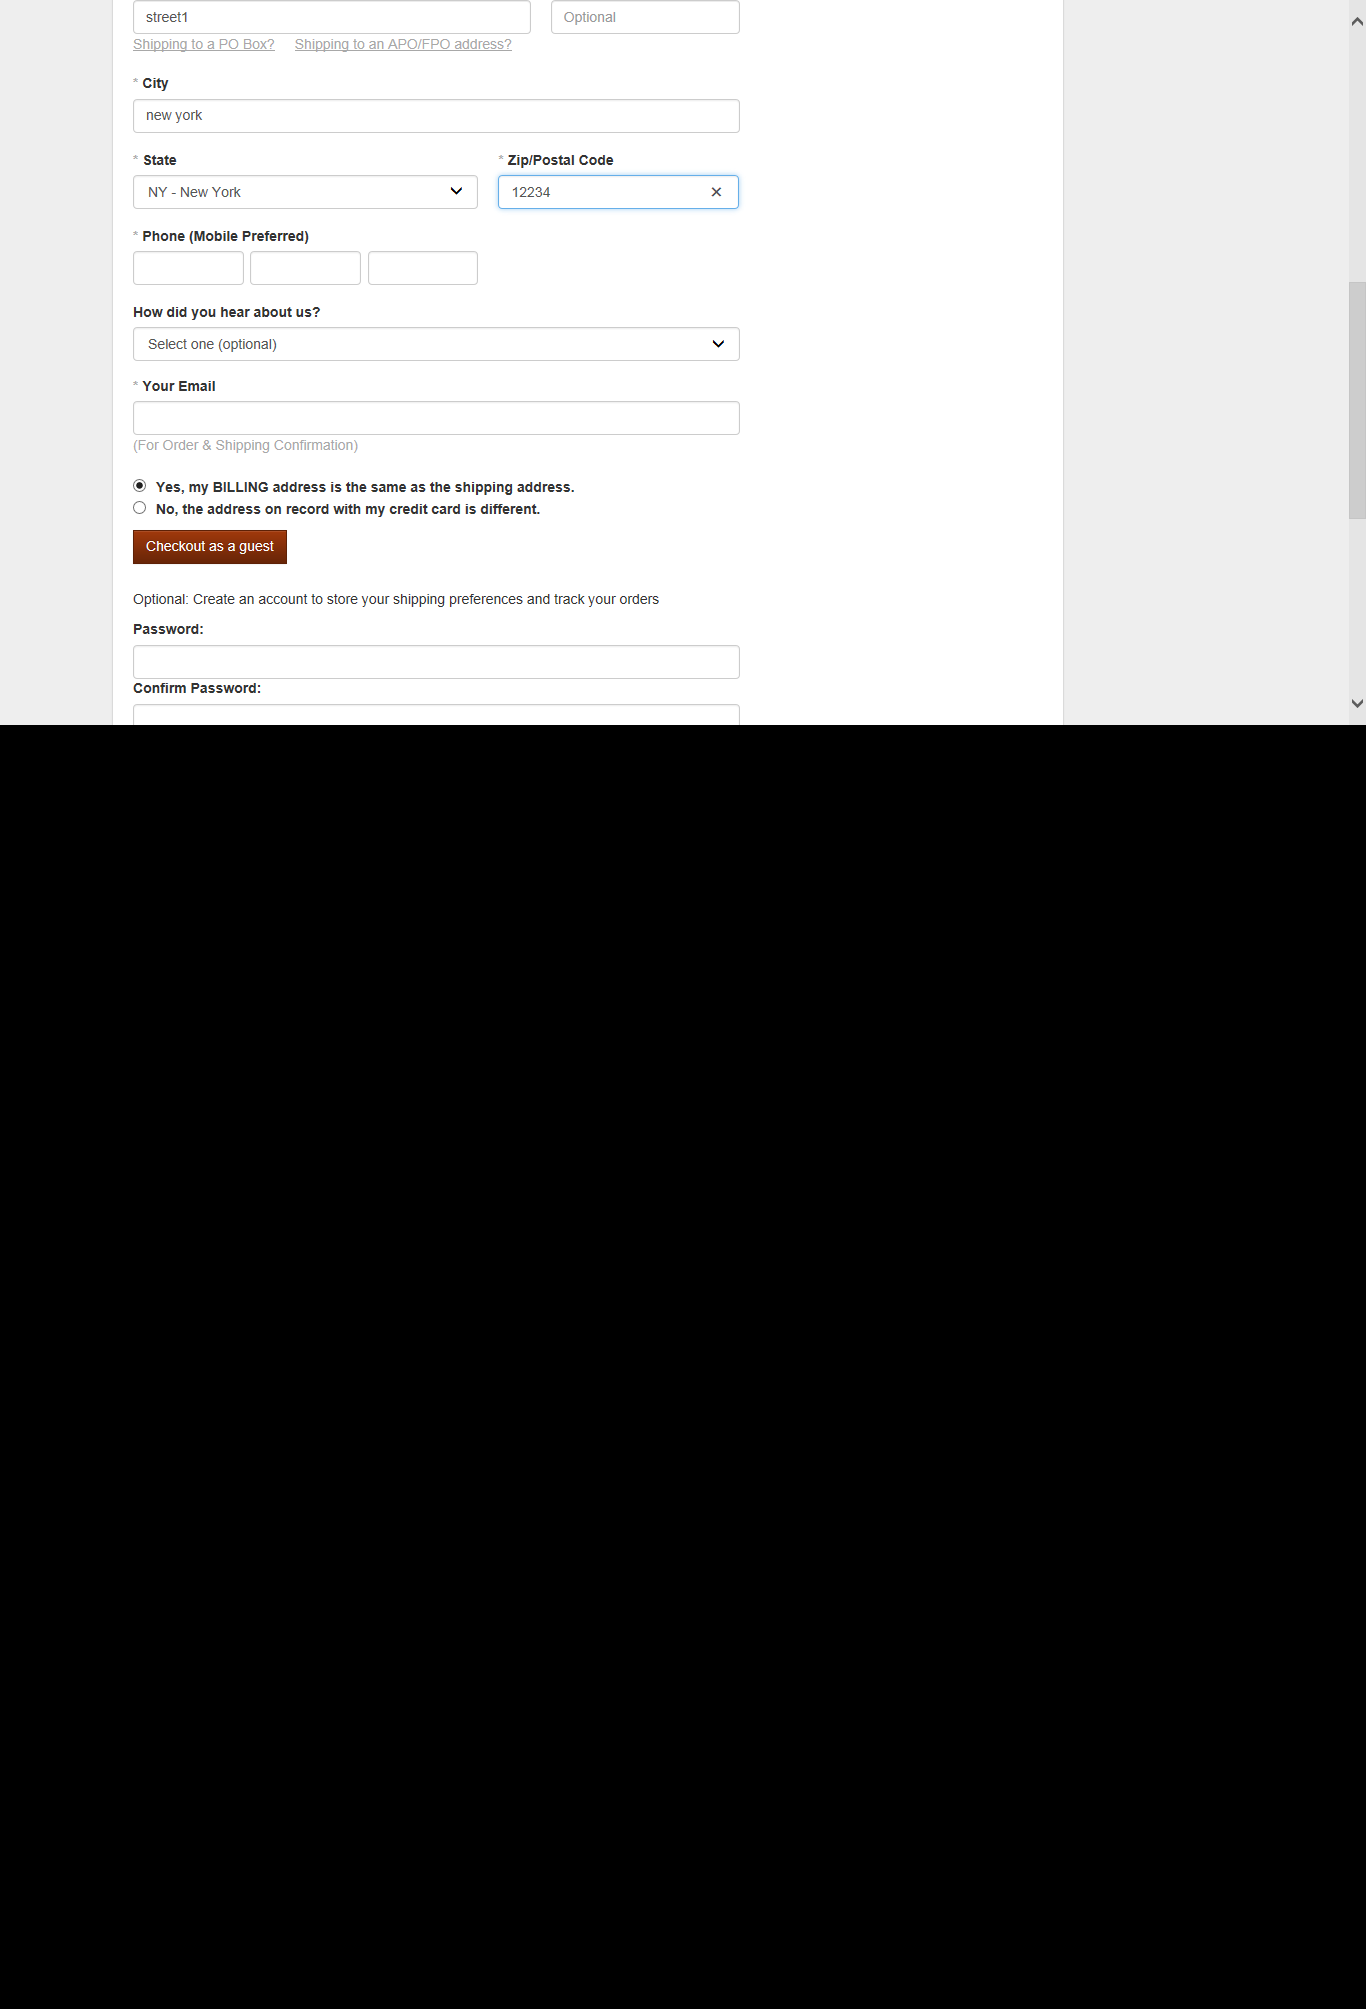 street1 Optional
Shipping to a PO Box? Shipping to an APO/FPO address?
* City
new york
* State * Zip/Postal Code
NY - New York 12234
* Phone (Mobile Preferred)
How did you hear about us?
Select one (optional)
* Your Email
(For Order & Shipping Confirmation)
Yes, my BILLING address is the same as the shipping address.
No, the address on record with my credit card is different.
Checkout as a guest
Optional: Create an account to store your shipping preferences and track your orders
Password:
Confirm Password: